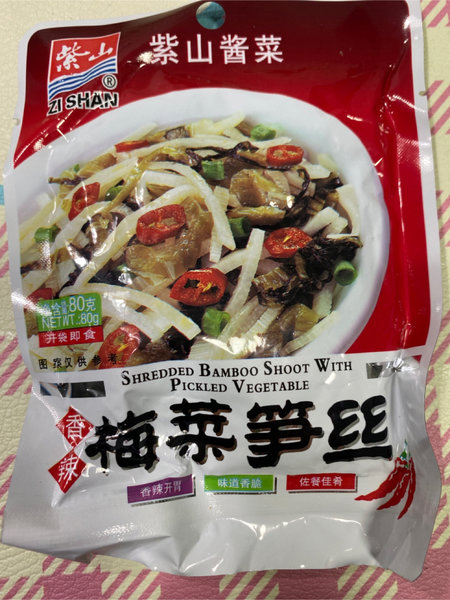 紫山
®
ZI SHAN
紫山酱菜
净含量:80克
NETWT.:80g
开袋即食
图案仅供参考
SHREDDED BAMBOO SHOOT WITH
PICKLED VEGETABLE
香辣
梅菜笋丝
香辣开胃
味道香脆
佐餐佳肴